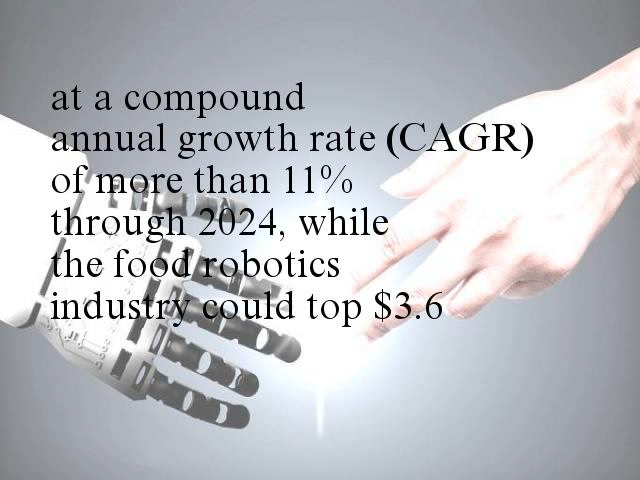 at a compound
annual growth rate (CAGR)
of more than 11%
through 2024, while
the food robotics
industry could top $3.6